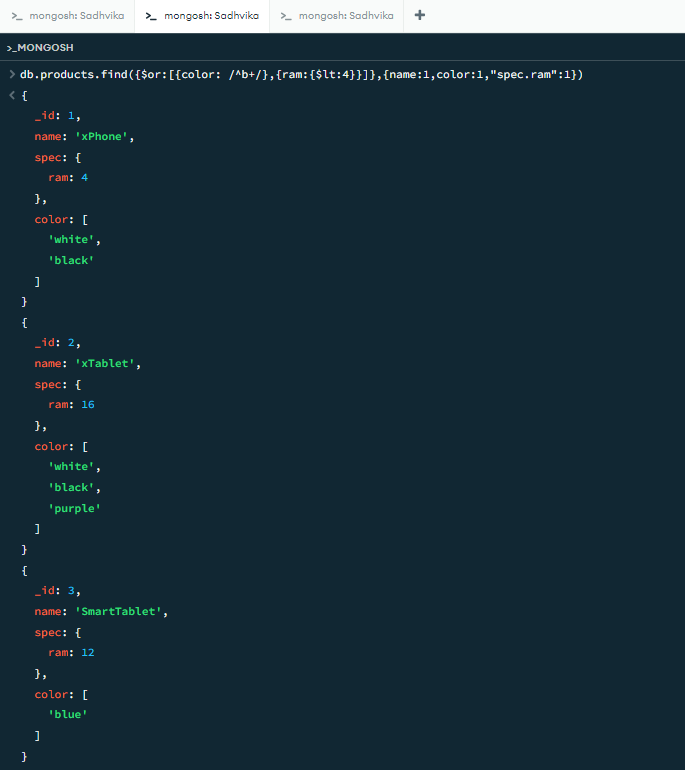 >_ mongosh: Sadhvika >_ mongosh: Sadhvika >_ mongosh: Sadhvika +
>_MONGOSH
> db.products.find({$or:[{color: /^b+/},{ram:{$lt:4}}]},{name:1,color:1,"spec.ram":1})
< {
_id: 1,
name: 'xPhone',
spec: {
ram: 4
},
color: [
'white',
'black'
]
}
{
_id: 2,
name: 'xTablet',
spec: {
ram: 16
},
color: [
'white',
'black',
'purple'
]
}
{
_id: 3,
name: 'SmartTablet',
spec: {
ram: 12
},
color: [
'blue'
]
}